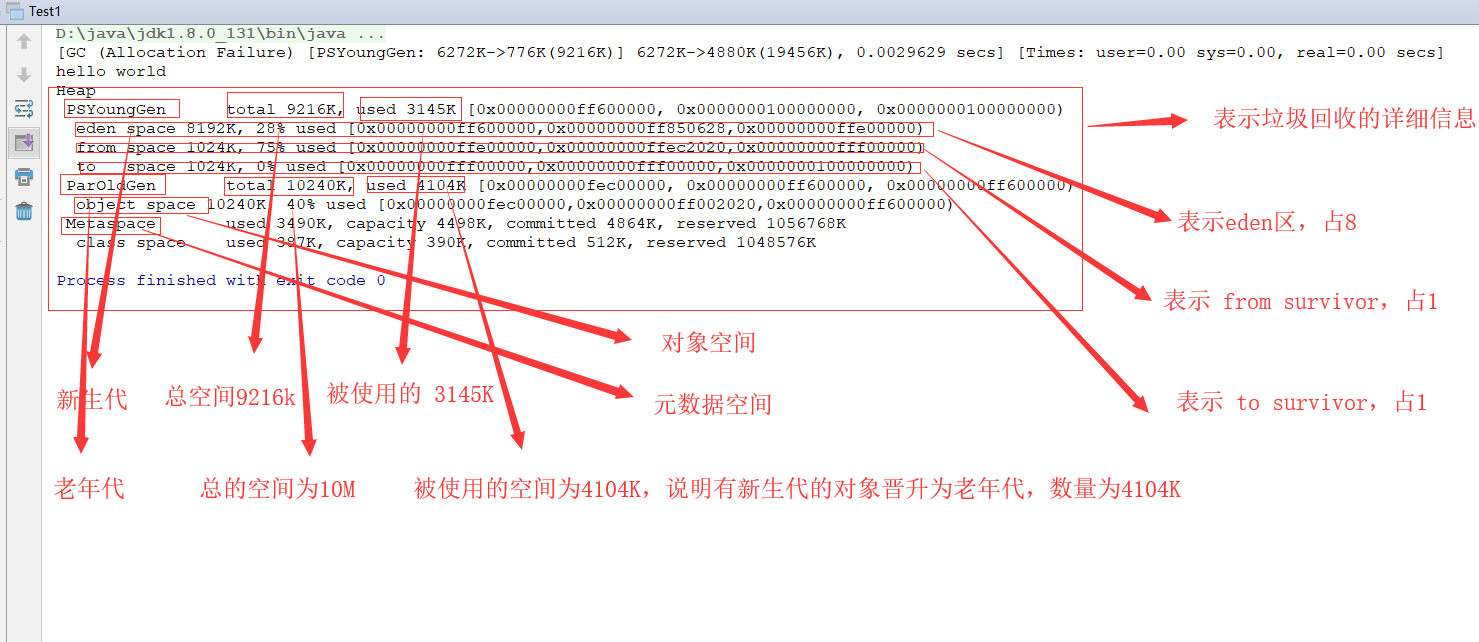 Test1
D:\java\jdk1.8.0_131\bin\java ...
[GC (Allocation Failure) [PSYoungGen: 6272K->776K(9216K)] 6272K->4880K(19456K), 0.0029629 secs] [Times: user=0.00 sys=0.00, real=0.00 secs]
hello world
Heap
PSYoungGen total 9216K, used 3145K [0x00000000ff600000, 0x0000000100000000, 0x0000000100000000)
eden space 8192K, 28% used [0x00000000ff600000,0x00000000ff850628,0x00000000ffe00000)
from space 1024K, 75% used [0x00000000ffe00000,0x00000000ffec2020,0x00000000fff00000)
to space 1024K, 0% used [0x00000000fff00000,0x00000000fff00000,0x0000000100000000)
ParOldGen total 10240K, used 4104K [0x00000000fec00000, 0x00000000ff600000, 0x00000000ff600000)
object space 10240K, 40% used [0x00000000fec00000,0x00000000ff002020,0x00000000ff600000)
Metaspace used 3490K, capacity 4498K, committed 4864K, reserved 1056768K
class space used 387K, capacity 390K, committed 512K, reserved 1048576K
Process finished with exit code 0
表示垃圾回收的详细信息
表示eden区，占8
表示 from survivor，占1
对象空间
新生代
总空间9216k
被使用的 3145K
元数据空间
表示 to survivor，占1
老年代
总的空间为10M
被使用的空间为4104K，说明有新生代的对象晋升为老年代，数量为4104K